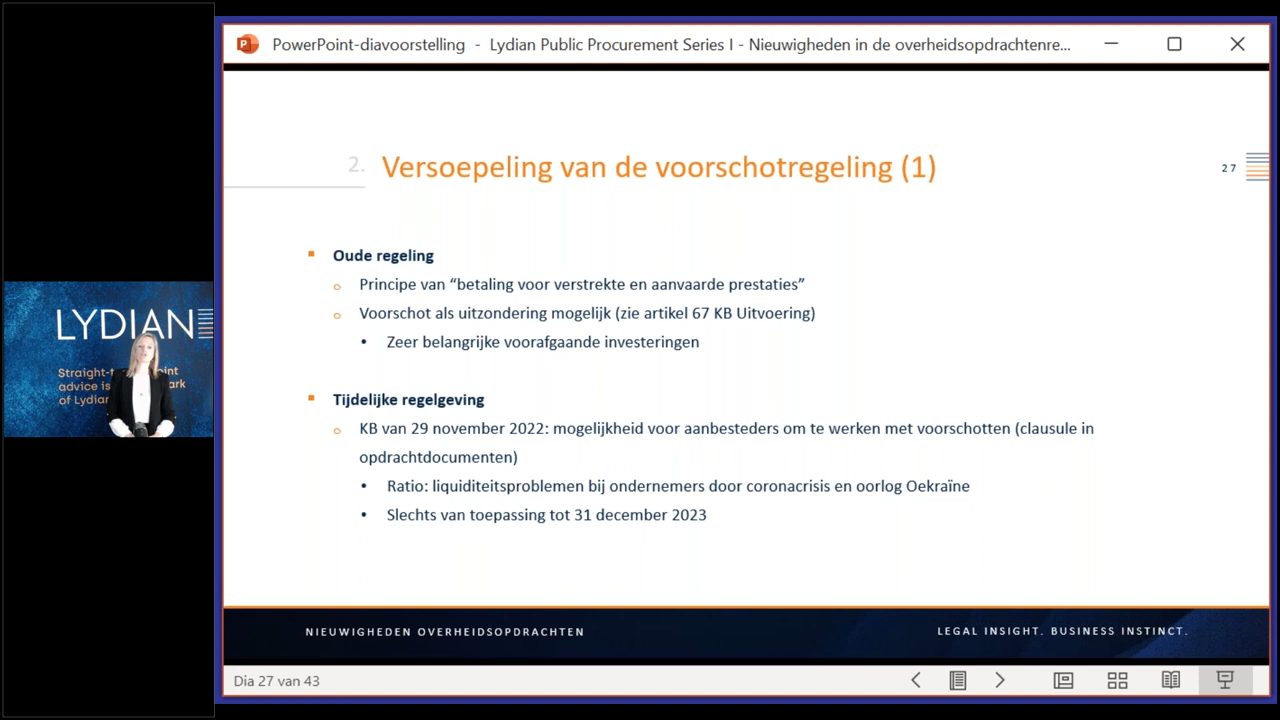 PowerPoint-diavoorstelling - Lydian Public Procurement Series I - Nieuwigheden in de overheidsopdrachtenre...
2. Versoepeling van de voorschotregeling (1)
27
Oude regeling
Principe van “betaling voor verstrekte en aanvaarde prestaties”
Voorschot als uitzondering mogelijk (zie artikel 67 KB Uitvoering)
Zeer belangrijke voorafgaande investeringen
Tijdelijke regelgeving
KB van 29 november 2022: mogelijkheid voor aanbesteders om te werken met voorschotten (clausule in
opdrachtdocumenten)
Ratio: liquiditeitsproblemen bij ondernemers door coronacrisis en oorlog Oekraïne
Slechts van toepassing tot 31 december 2023
NIEUWIGHEDEN OVERHEIDSOPDRACHTEN
LEGAL INSIGHT. BUSINESS INSTINCT.
Dia 27 van 43
LYDIAN
Straight-t point
advice is ark
of Lydian